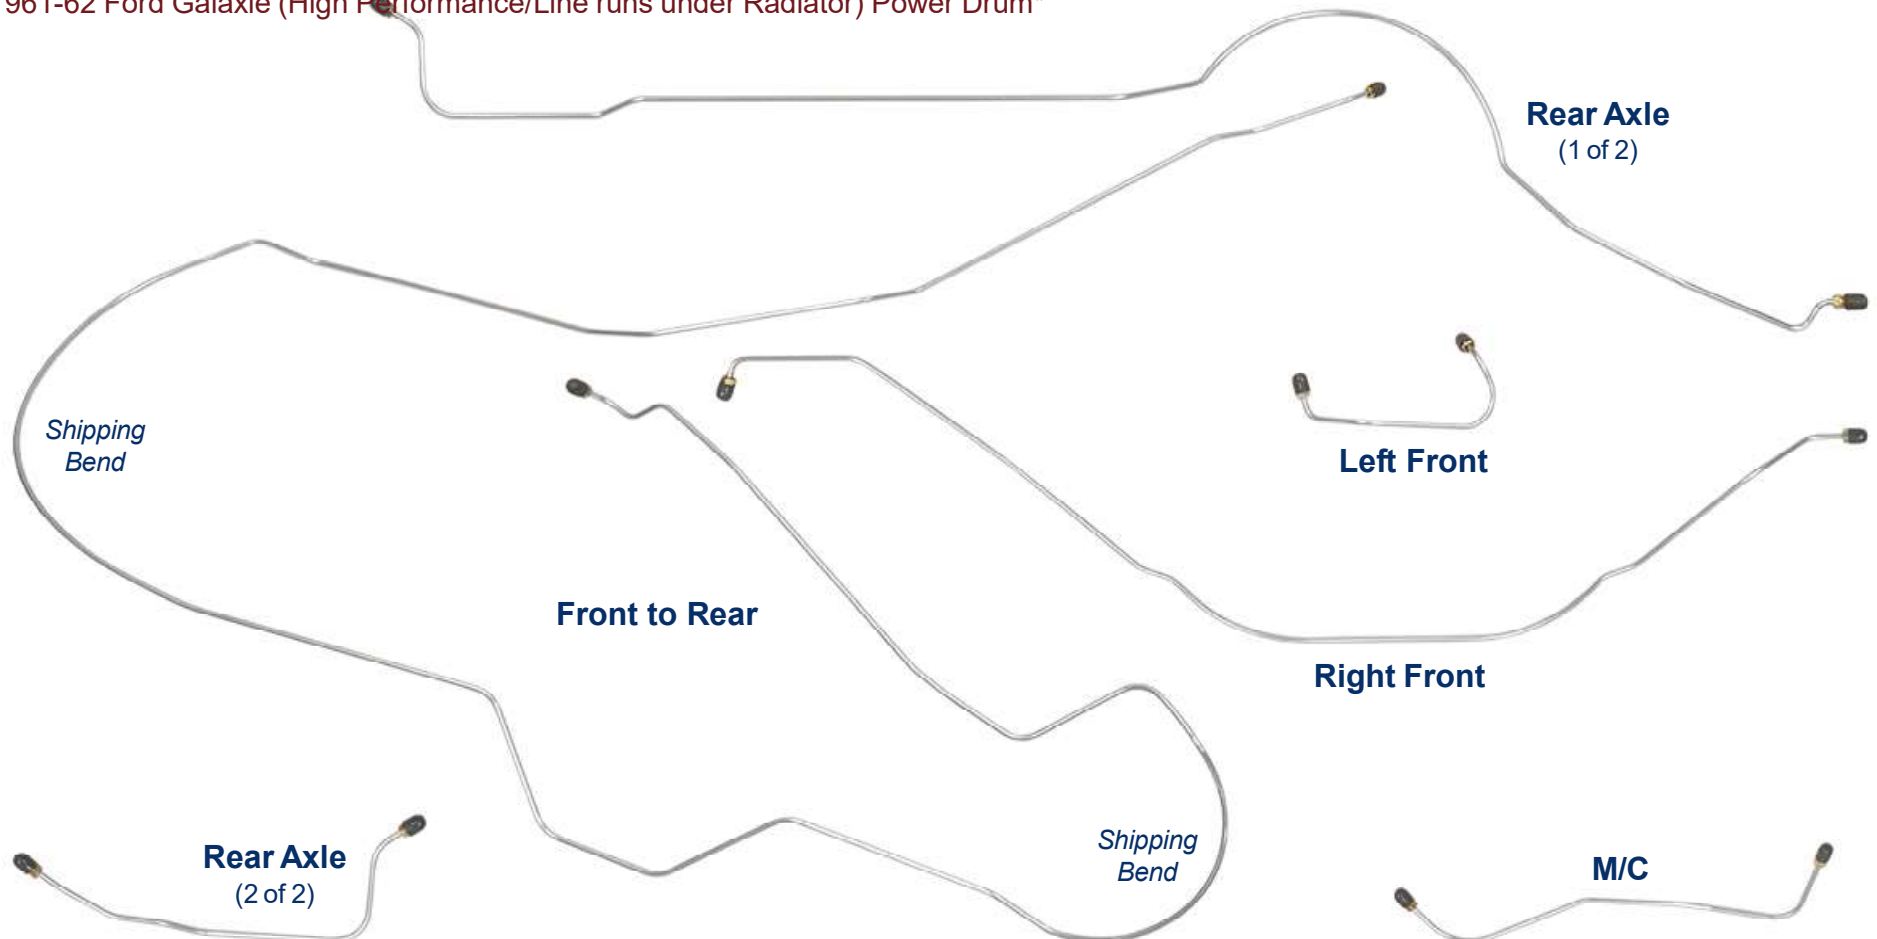 961-62 Ford Galaxie (High Performance/Line runs under Radiator) Power Drum"
Rear Axle
(1 of 2)
Shipping
Bend
Left Front
Front to Rear
Right Front
Rear Axle
(2 of 2)
Shipping
Bend
M/C